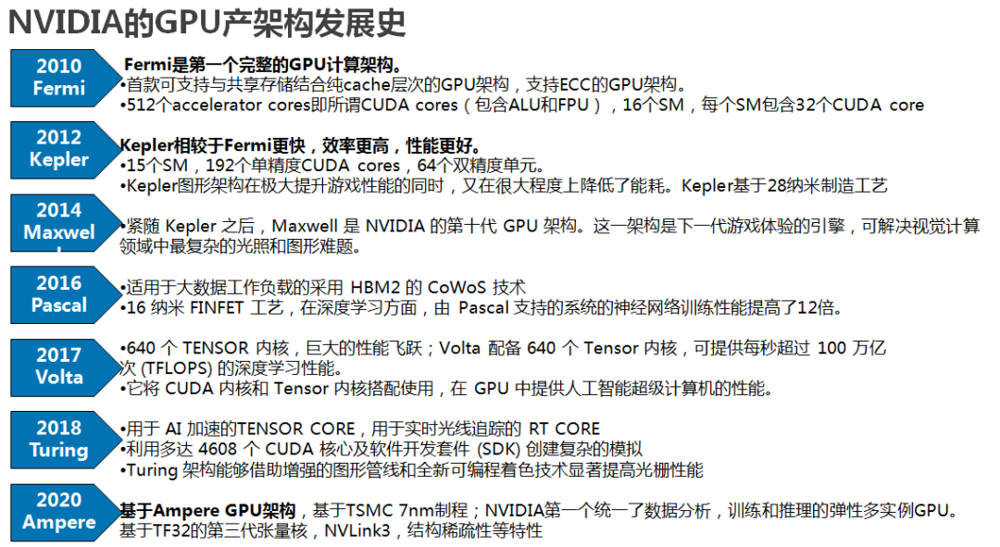 NVIDIA的GPU产架构发展史
2010
Fermi
Fermi是第一个完整的GPU计算架构。
•首款可支持与共享存储结合纯cache层次的GPU架构，支持ECC的GPU架构。
•512个accelerator cores即所谓CUDA cores（包含ALU和FPU），16个SM，每个SM包含32个CUDA core
2012
Kepler
Kepler相较于Fermi更快，效率更高，性能更好。
•15个SM，192个单精度CUDA cores，64个双精度单元。
•Kepler图形架构在极大提升游戏性能的同时，又在很大程度上降低了能耗。Kepler基于28纳米制造工艺
2014
Maxwel
l
•紧随 Kepler 之后，Maxwell 是 NVIDIA 的第十代 GPU 架构。这一架构是下一代游戏体验的引擎，可解决视觉计算
领域中最复杂的光照和图形难题。
2016
Pascal
•适用于大数据工作负载的采用 HBM2 的 CoWoS 技术
•16 纳米 FINFET 工艺，在深度学习方面，由 Pascal 支持的系统的神经网络训练性能提高了12倍。
2017
Volta
•640 个 TENSOR 内核，巨大的性能飞跃；Volta 配备 640 个 Tensor 内核，可提供每秒超过 100 万亿
次 (TFLOPS) 的深度学习性能。
•它将 CUDA 内核和 Tensor 内核搭配使用，在 GPU 中提供人工智能超级计算机的性能。
2018
Turing
•用于 AI 加速的TENSOR CORE，用于实时光线追踪的 RT CORE
•利用多达 4608 个 CUDA 核心及软件开发套件 (SDK) 创建复杂的模拟
•Turing 架构能够借助增强的图形管线和全新可编程着色技术显著提高光栅性能
2020
Ampere
基于Ampere GPU架构，基于TSMC 7nm制程；NVIDIA第一个统一了数据分析，训练和推理的弹性多实例GPU。
基于TF32的第三代张量核，NVLink3，结构稀疏性等特性